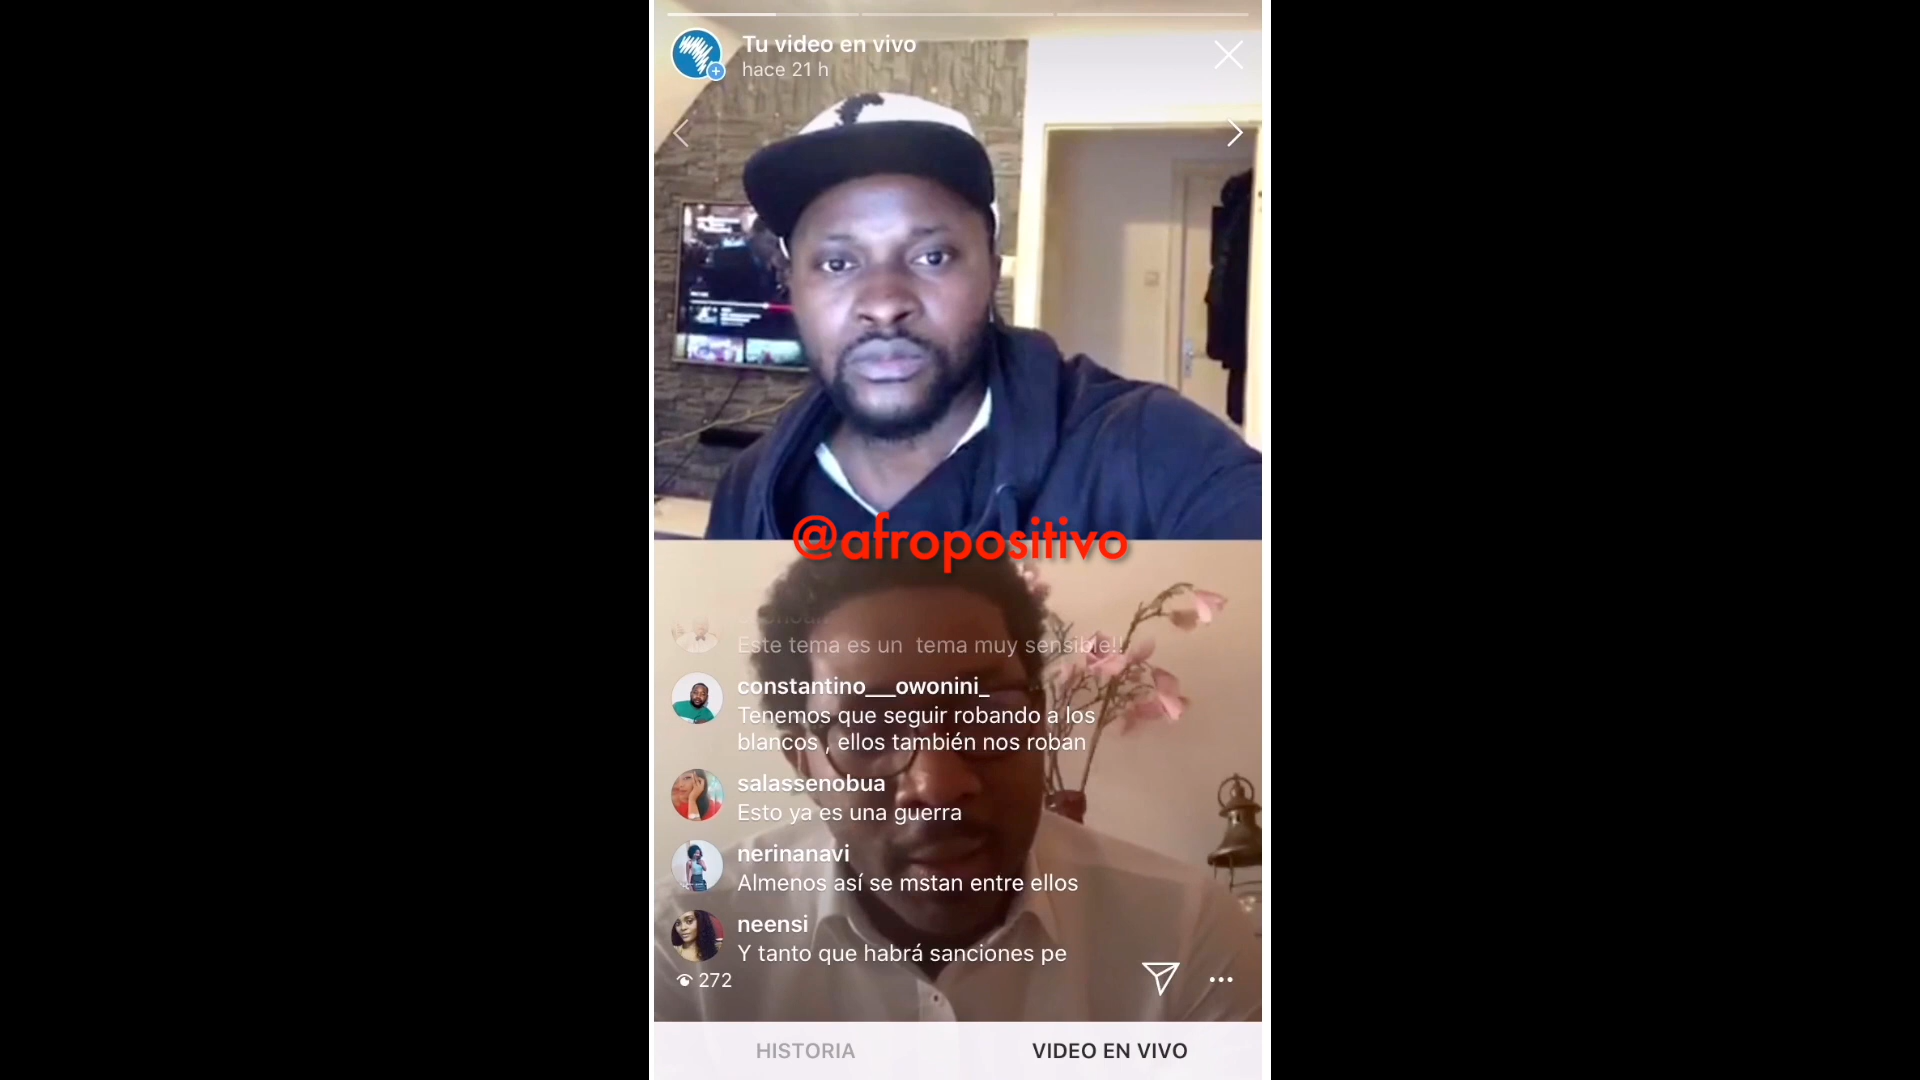 Tu video en vivo
hace 21 h
@afropositivo
Este tema es un  tema muy sensible!!
constantino___owonini_
Tenemos que seguir robando a los
blancos , ellos también nos roban
salassenobua
Esto ya es una guerra
nerinanavi
Almenos así se mstan entre ellos
neensi
Y tanto que habrá sanciones pe
272
HISTORIA
VIDEO EN VIVO